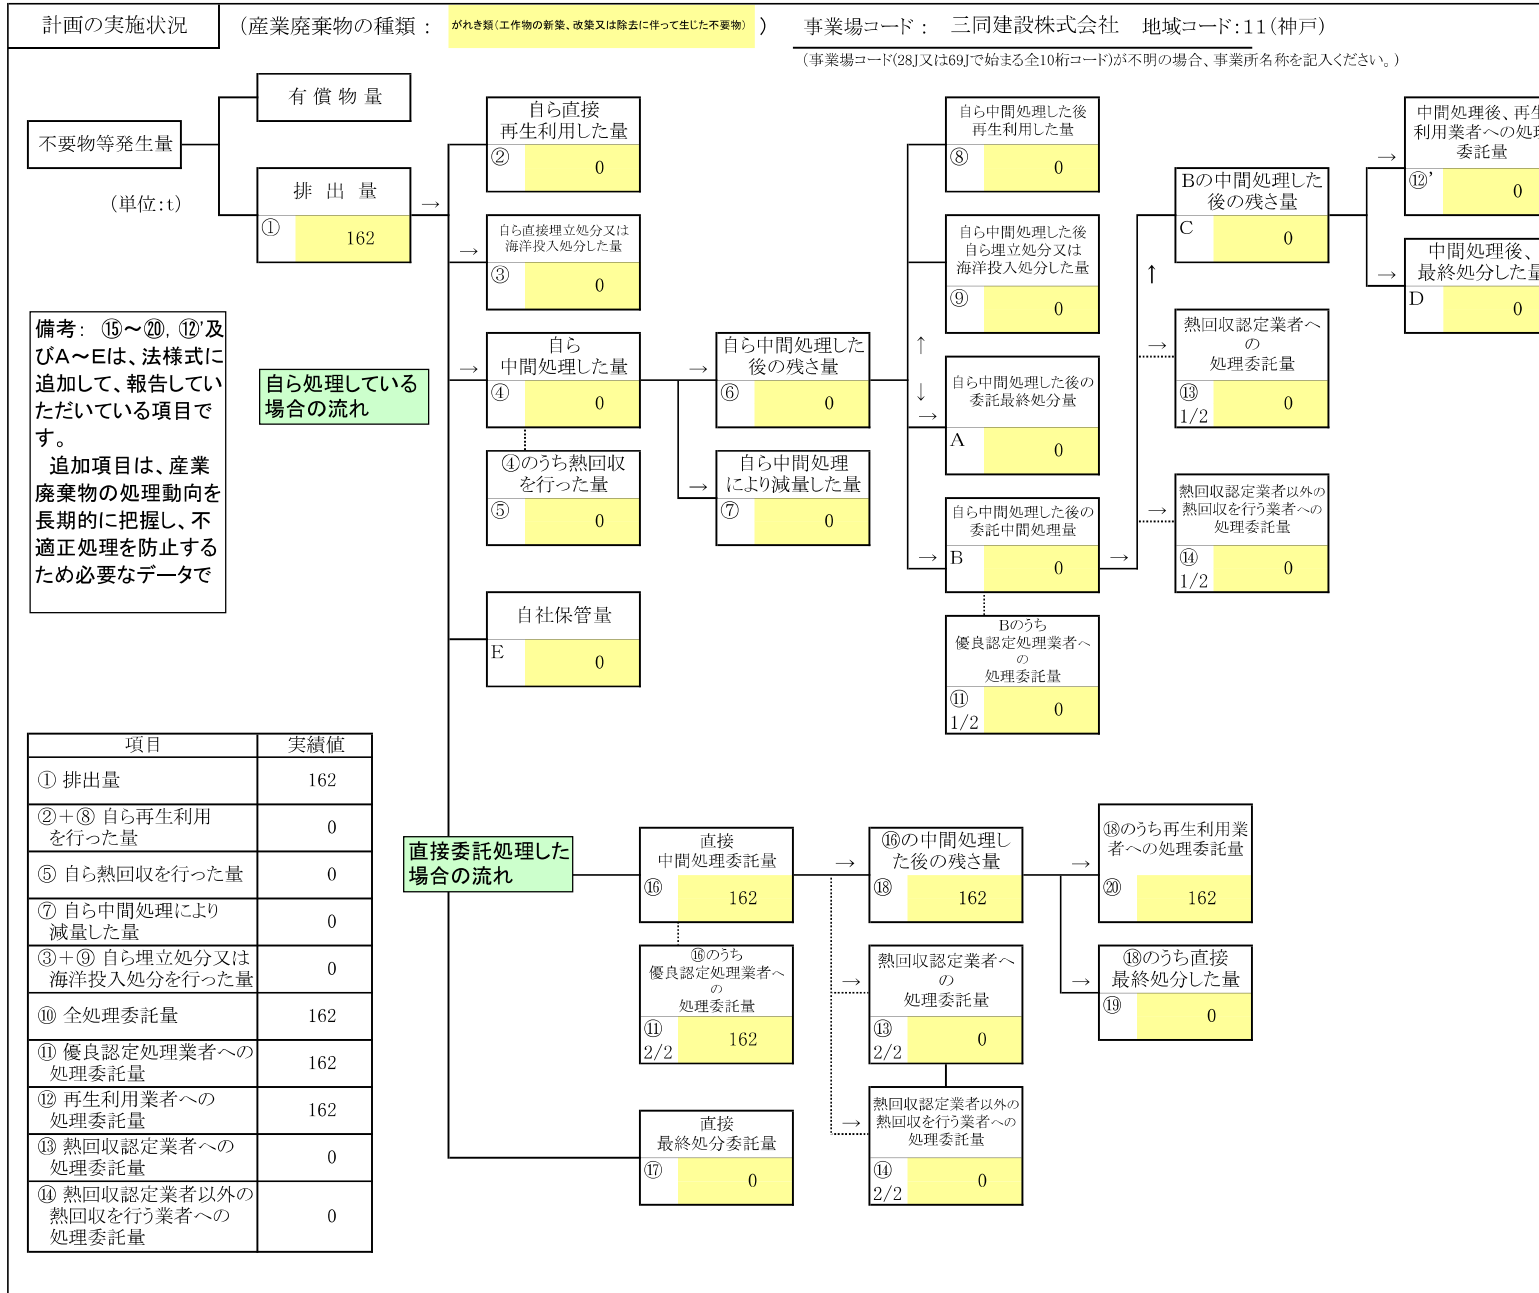 計画の実施状況
(産業廃棄物の種類：
がれき類(工作物の新築、改築又は除去に伴って生じた不要物)
)
事業場コード： 三同建設株式会社 地域コード:11(神戸)
(事業場コード(28J又は69Jで始まる全10桁コード)が不明の場合、事業所名称を記入ください。)
不要物等発生量
(単位:t)
有償物量
排出量
→
①
162
自ら直接
再生利用した量
②
0
→
自ら直接埋立処分又は
海洋投入処分した量
③
0
→
自ら
中間処理した量
④
0
④のうち熱回収
を行った量
⑤
0
自社保管量
E
0
→
自ら中間処理した
後の残さ量
⑥
0
→
自ら中間処理
により減量した量
⑦
0
自ら中間処理した後
再生利用した量
⑧
0
自ら中間処理した後
自ら埋立処分又は
海洋投入処分した量
⑨
0
↑
↓
→
自ら中間処理した後の
委託最終処分量
A
0
→
自ら中間処理した後の
委託中間処理量
B
0
→
Bのうち
優良認定処理業者へ
の
処理委託量
⑪
1/2
0
Bの中間処理した
後の残さ量
C
0
↑
→
熱回収認定業者へ
の
処理委託量
⑬
1/2
0
→
熱回収認定業者以外の
熱回収を行う業者への
処理委託量
⑭
1/2
0
→
中間処理後、再生
利用業者への処理
委託量
⑫'
0
→
中間処理後、
最終処分した量
D
0
備考： ⑮～⑳, ⑫'及
びA～Eは、法様式に
追加して、報告してい
ただいている項目で
す。
追加項目は、産業
廃棄物の処理動向を
長期的に把握し、不
適正処理を防止する
ため必要なデータで
自ら処理している
場合の流れ
項目 実績値
① 排出量 162
②＋⑧ 自ら再生利用
を行った量 0
⑤ 自ら熱回収を行った量 0
⑦ 自ら中間処理により
減量した量 0
③＋⑨ 自ら埋立処分又は
海洋投入処分を行った量 0
⑩ 全処理委託量 162
⑪ 優良認定処理業者への
処理委託量 162
⑫ 再生利用業者への
処理委託量 162
⑬ 熱回収認定業者への
処理委託量 0
⑭ 熱回収認定業者以外の
熱回収を行う業者への
処理委託量 0
直接委託処理した
場合の流れ
直接
中間処理委託量
⑯
162
→
⑯の中間処理し
た後の残さ量
⑱
162
→
⑱のうち再生利用業
者への処理委託量
⑳
162
→
⑱のうち直接
最終処分した量
⑲
0
⑯のうち
優良認定処理業者へ
の
処理委託量
⑪
2/2
162
→
熱回収認定業者へ
の
処理委託量
⑬
2/2
0
→
熱回収認定業者以外の
熱回収を行う業者への
処理委託量
⑭
2/2
0
直接
最終処分委託量
⑰
0